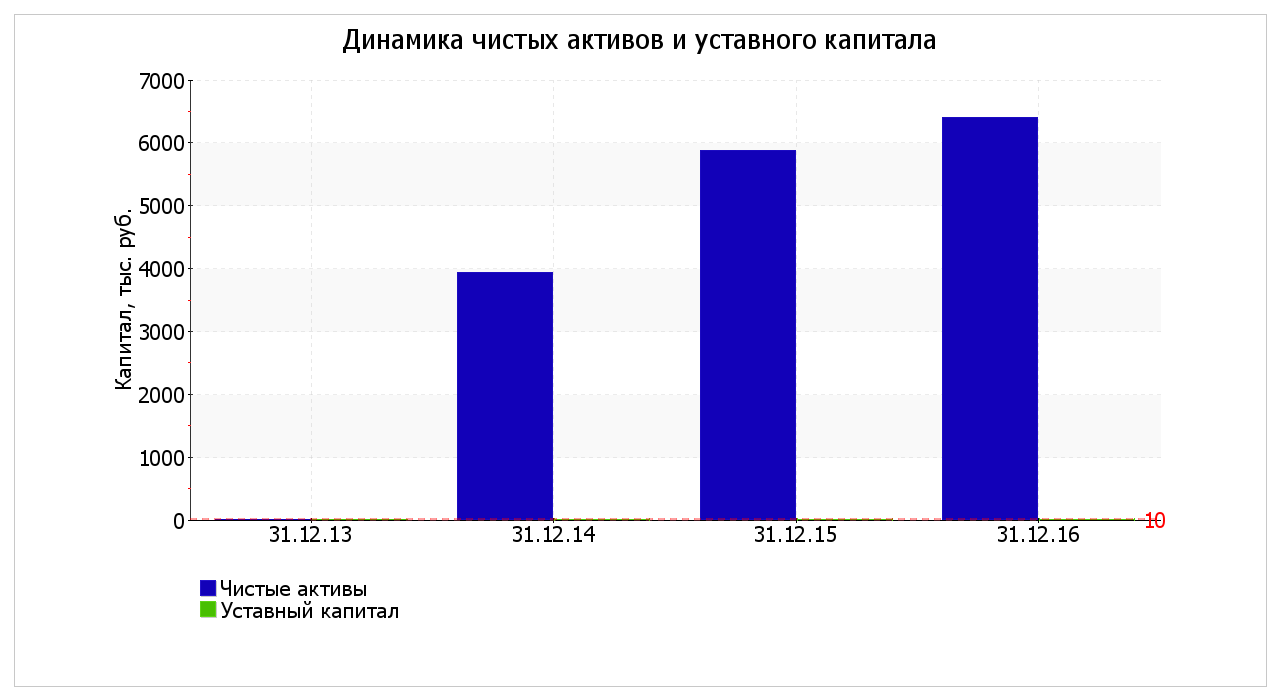 Динамика чистых активов и уставного капитала
Капитал, тыс. руб.
7000
6000
5000
4000
3000
2000
1000
0
10
31.12.13 31.12.14 31.12.15 31.12.16
Чистые активы
Уставный капитал